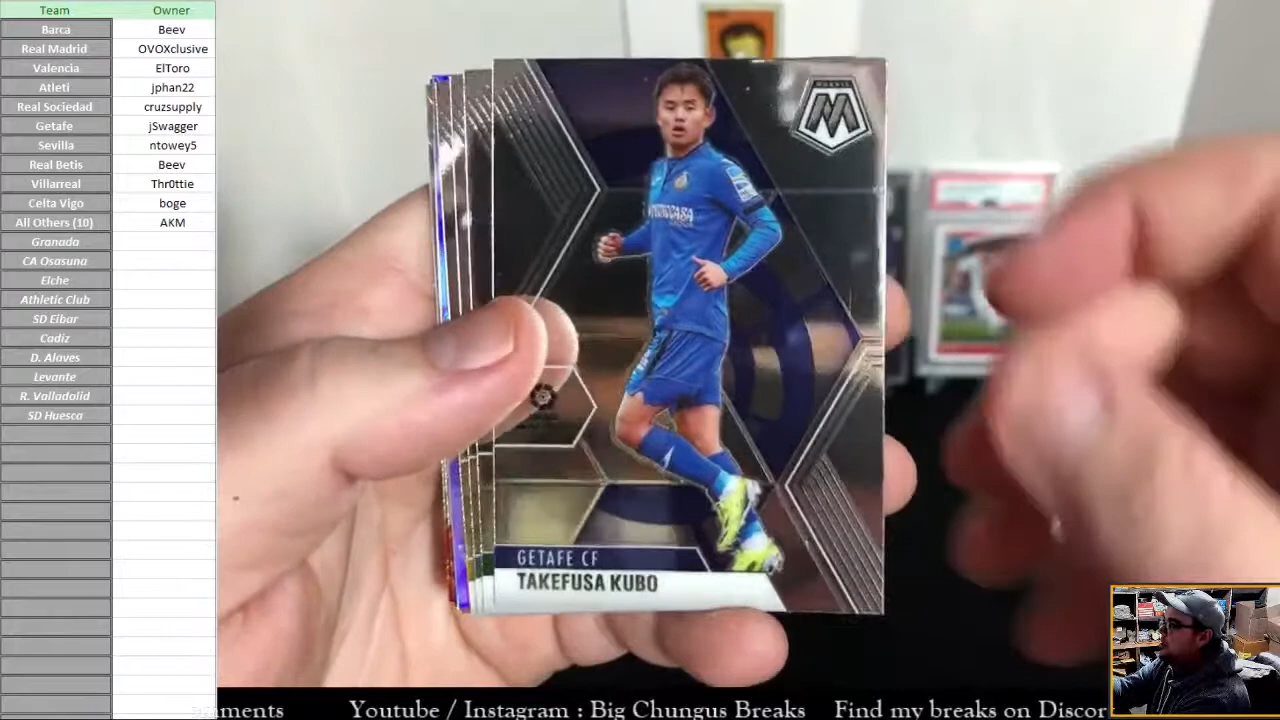 Team Owner
Barca Beev
Real Madrid OVOXclusive
Valencia ElToro
Atleti jphan22
Real Sociedad cruzsupply
Getafe jSwagger
Sevilla ntowey5
Real Betis Beev
Villarreal Thr0ttie
Celta Vigo boge
All Others (10) AKM
Granada
CA Osasuna
Elche
Athletic Club
SD Eibar
Cadiz
D. Alaves
Levante
R. Valladolid
SD Huesca
MOSAIC
GETAFE CF
TAKEFUSA KUBO
Youtube / Instagram : Big Chungus Breaks Find my breaks on Discor